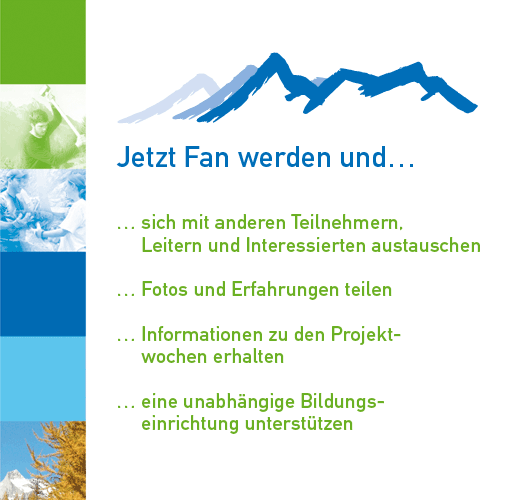 Jetzt Fan werden und...
... sich mit anderen Teilnehmern,
Leitern und Interessierten austauschen
... Fotos und Erfahrungen teilen
... Informationen zu den Projekt-
wochen erhalten
... eine unabhängige Bildungs-
einrichtung unterstützen